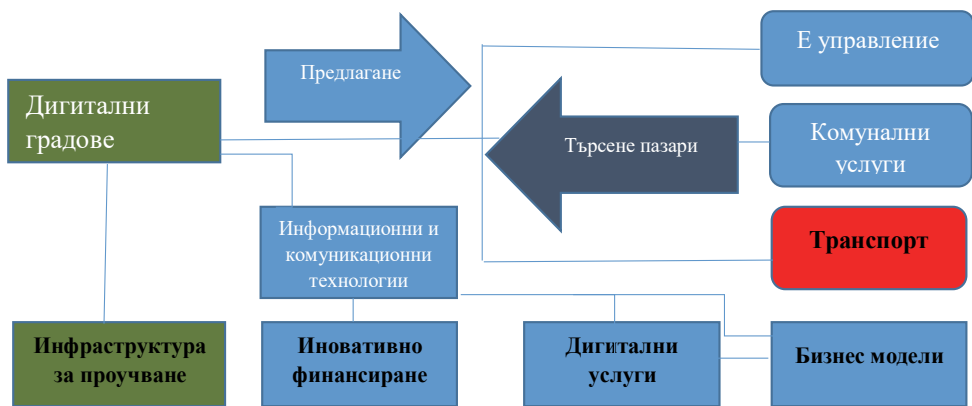 Е управление
Предлагане
Дигитални
градове
Търсене пазари
Комунални
услуги
Информационни и
комуникационни
технологии
Транспорт
Инфраструктура
за проучване
Иновативно
финансиране
Дигитални
услуги
Бизнес модели